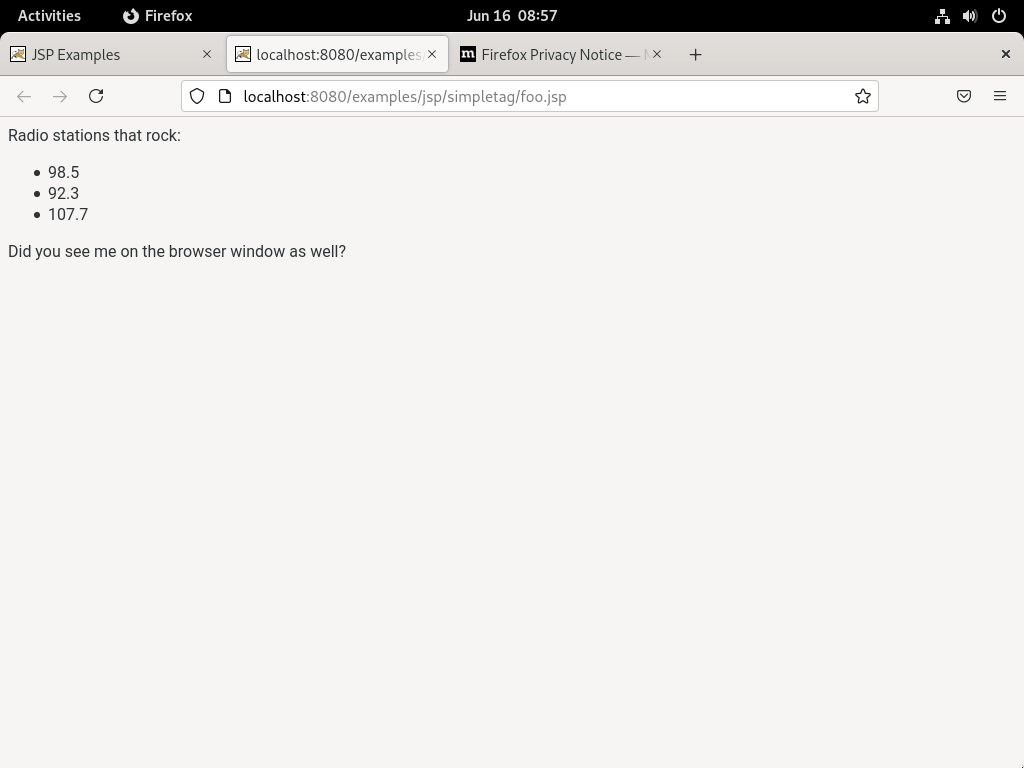 Activities Firefox Jun 16 08:57
JSP Examples localhost:8080/examples Firefox Privacy Notice —
localhost:8080/examples/jsp/simpletag/foo.jsp
Radio stations that rock:
98.5
92.3
107.7
Did you see me on the browser window as well?